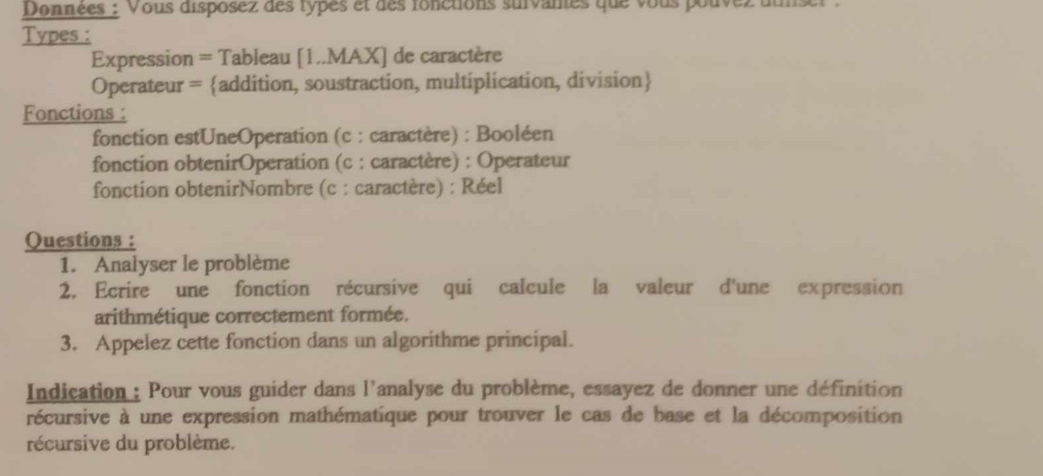 Données : Vous disposez des types et des fonctions suivantes que vous pouvez utiliser :
Types :
Expression = Tableau [1..MAX] de caractère
Operateur = {addition, soustraction, multiplication, division}
Fonctions :
fonction estUneOperation (c : caractère) : Booléen
fonction obtenirOperation (c : caractère) : Operateur
fonction obtenirNombre (c : caractère) : Réel
Questions :
1. Analyser le problème
2. Ecrire une fonction récursive qui calcule la valeur d'une expression
arithmétique correctement formée.
3. Appelez cette fonction dans un algorithme principal.
Indication : Pour vous guider dans l'analyse du problème, essayez de donner une définition
récursive à une expression mathématique pour trouver le cas de base et la décomposition
récursive du problème.